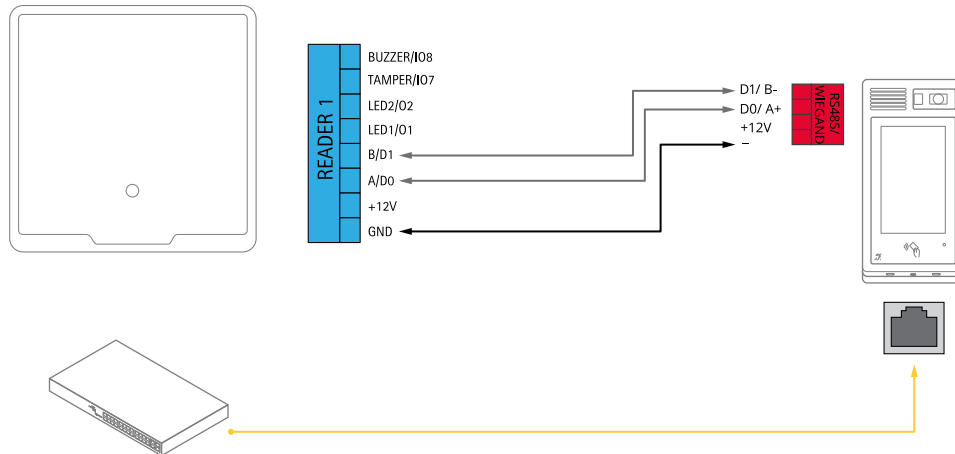 READER 1
BUZZER/IO8
TAMPER/IO7
LED2/O2
LED1/O1
B/D1
A/D0
+12V
GND
D1/ B-
D0/ A+
+12V
–
RS485/
WIEGAND